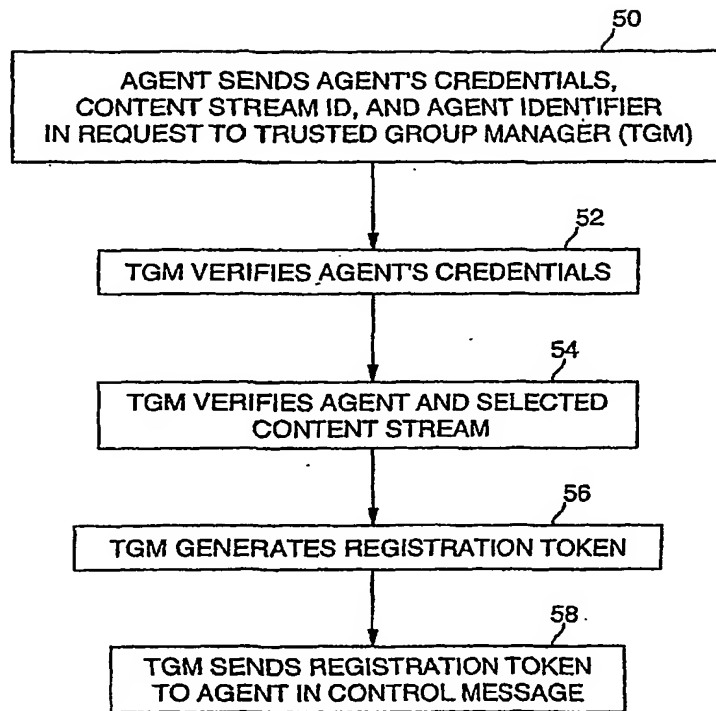 50
AGENT SENDS AGENT'S CREDENTIALS,
CONTENT STREAM ID, AND AGENT IDENTIFIER
IN REQUEST TO TRUSTED GROUP MANAGER (TGM)
52
TGM VERIFIES AGENT'S CREDENTIALS
54
TGM VERIFIES AGENT AND SELECTED
CONTENT STREAM
56
TGM GENERATES REGISTRATION TOKEN
58
TGM SENDS REGISTRATION TOKEN
TO AGENT IN CONTROL MESSAGE